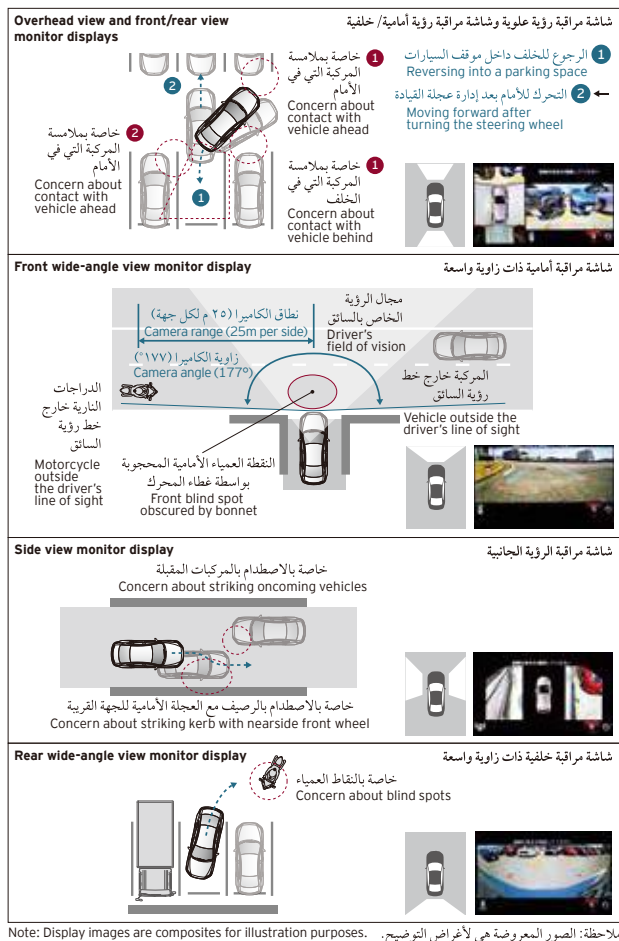 Overhead view and front/rear view
monitor displays
شاشة مراقبة رؤية علوية وشاشة مراقبة رؤية أمامية/ خلفية
1 الرجوع للخلف داخل موقف السيارات
Reversing into a parking space
← 2 التحرك للأمام بعد إدارة عجلة القيادة
Moving forward after
turning the steering wheel
1 خاصة بملامسة
المركبة التي في
الأمام
Concern about
contact with
vehicle ahead
2
2 خاصة بملامسة
المركبة التي في
الأمام
Concern about
contact with
vehicle ahead
1
1 خاصة بملامسة
المركبة التي في
الخلف
Concern about
contact with
vehicle behind
Front wide-angle view monitor display
شاشة مراقبة أمامية ذات زاوية واسعة
نطاق الكاميرا (٢٥ م لكل جهة)
Camera range (25m per side)
زاوية الكاميرا (١٧٧°)
Camera angle (177º)
مجال الرؤية
الخاص بالسائق
Driver's
field of vision
المركبة خارج خط
رؤية السائق
Vehicle outside the
driver's line of sight
الدراجات
النارية خارج
خط رؤية
السائق
Motorcycle
outside
the driver's
line of sight
النقطة العمياء الأمامية المحجوبة
بواسطة غطاء المحرك
Front blind spot
obscured by bonnet
Side view monitor display
شاشة مراقبة الرؤية الجانبية
خاصة بالاصطدام بالمركبات المقبلة
Concern about striking oncoming vehicles
خاصة بالاصطدام بالرصيف مع العجلة الأمامية للجهة القريبة
Concern about striking kerb with nearside front wheel
Rear wide-angle view monitor display
شاشة مراقبة خلفية ذات زاوية واسعة
خاصة بالنقاط العمياء
Concern about blind spots
Note: Display images are composites for illustration purposes.
ملاحظة: الصور المعروضة هي لأغراض التوضيح.